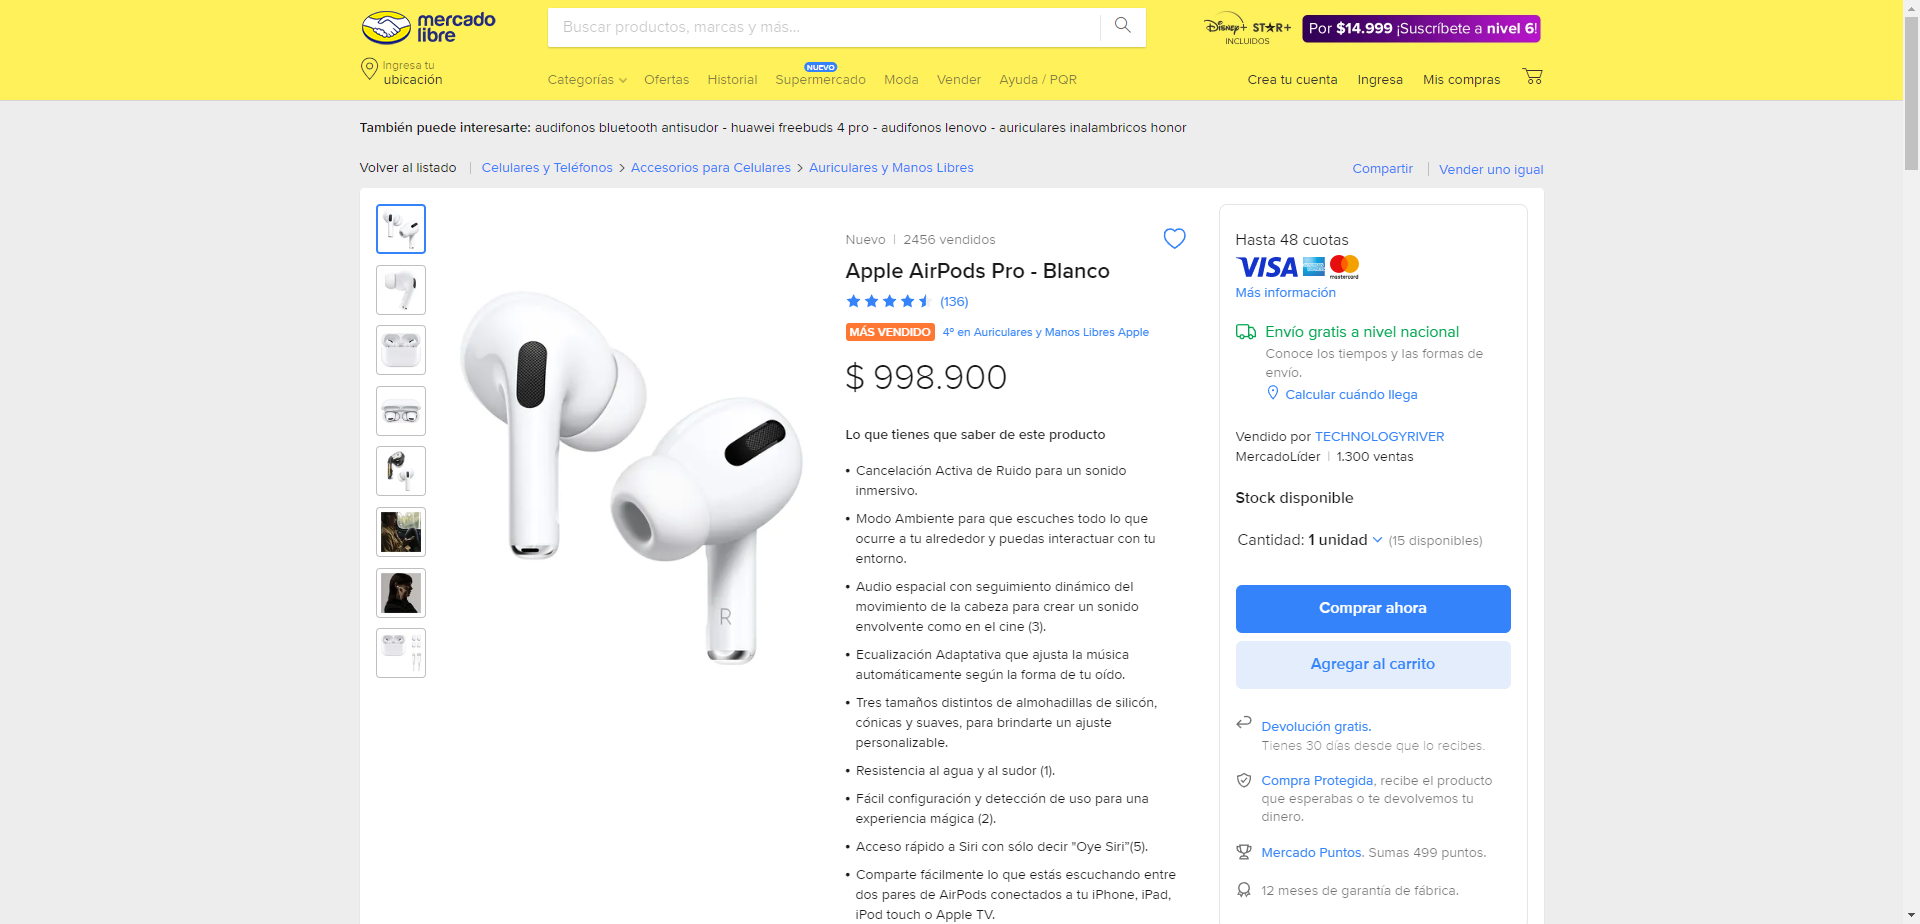 mercado
libre
Buscar productos, marcas y más...
Disney+ STAR+
INCLUIDOS
Por $14.999 ¡Suscríbete a nivel 6!
Ingresa tu
ubicación
NUEVO
Categorías Ofertas Historial Supermercado Moda Vender Ayuda / PQR
Crea tu cuenta Ingresa Mis compras
También puede interesarte: audifonos bluetooth antisudor - huawei freebuds 4 pro - audifonos lenovo - auriculares inalambricos honor
Volver al listado | Celulares y Teléfonos > Accesorios para Celulares > Auriculares y Manos Libres
Compartir | Vender uno igual
R
Nuevo | 2456 vendidos
Apple AirPods Pro - Blanco
(136)
MÁS VENDIDO 4º en Auriculares y Manos Libres Apple
$ 998.900
Lo que tienes que saber de este producto
• Cancelación Activa de Ruido para un sonido
inmersivo.
• Modo Ambiente para que escuches todo lo que
ocurre a tu alrededor y puedas interactuar con tu
entorno.
• Audio espacial con seguimiento dinámico del
movimiento de la cabeza para crear un sonido
envolvente como en el cine (3).
• Ecualización Adaptativa que ajusta la música
automáticamente según la forma de tu oído.
• Tres tamaños distintos de almohadillas de silicón,
cónicas y suaves, para brindarte un ajuste
personalizable.
• Resistencia al agua y al sudor (1).
• Fácil configuración y detección de uso para una
experiencia mágica (2).
• Acceso rápido a Siri con sólo decir "Oye Siri”(5).
• Comparte fácilmente lo que estás escuchando entre
dos pares de AirPods conectados a tu iPhone, iPad,
iPod touch o Apple TV.
Hasta 48 cuotas
VISA
mastercard
Más información
Envío gratis a nivel nacional
Conoce los tiempos y las formas de
envío.
Calcular cuándo llega
Vendido por TECHNOLOGYRIVER
MercadoLíder | 1.300 ventas
Stock disponible
Cantidad: 1 unidad (15 disponibles)
Comprar ahora
Agregar al carrito
Devolución gratis.
Tienes 30 días desde que lo recibes.
Compra Protegida, recibe el producto
que esperabas o te devolvemos tu
dinero.
Mercado Puntos. Sumas 499 puntos.
12 meses de garantía de fábrica.